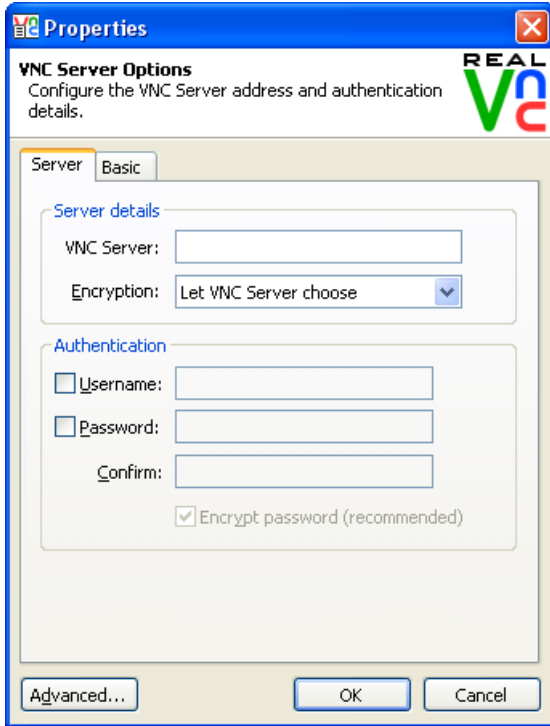 Properties
VNC Server Options
Configure the VNC Server address and authentication
details.
REAL
VNC
Server
Basic
Server details
VNC Server:
Encryption: Let VNC Server choose
Authentication
Username:
Password:
Confirm:
Encrypt password (recommended)
Advanced...
OK
Cancel